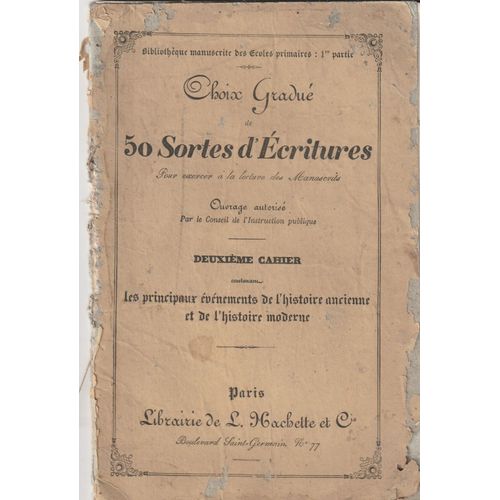 Bibliothèque manuscrite des Ecoles primaires : 1re partie
Choix Gradué
de
50 Sortes d'Écritures
Pour exercer à la lecture des Manuscrits
Ouvrage autorisé
Par le Conseil de l'Instruction publique
DEUXIÈME CAHIER
contenant
les principaux événements de l'histoire ancienne
et de l'histoire moderne
Paris
Librairie de L. Hachette et Cie
Boulevard Saint-Germain, No 77